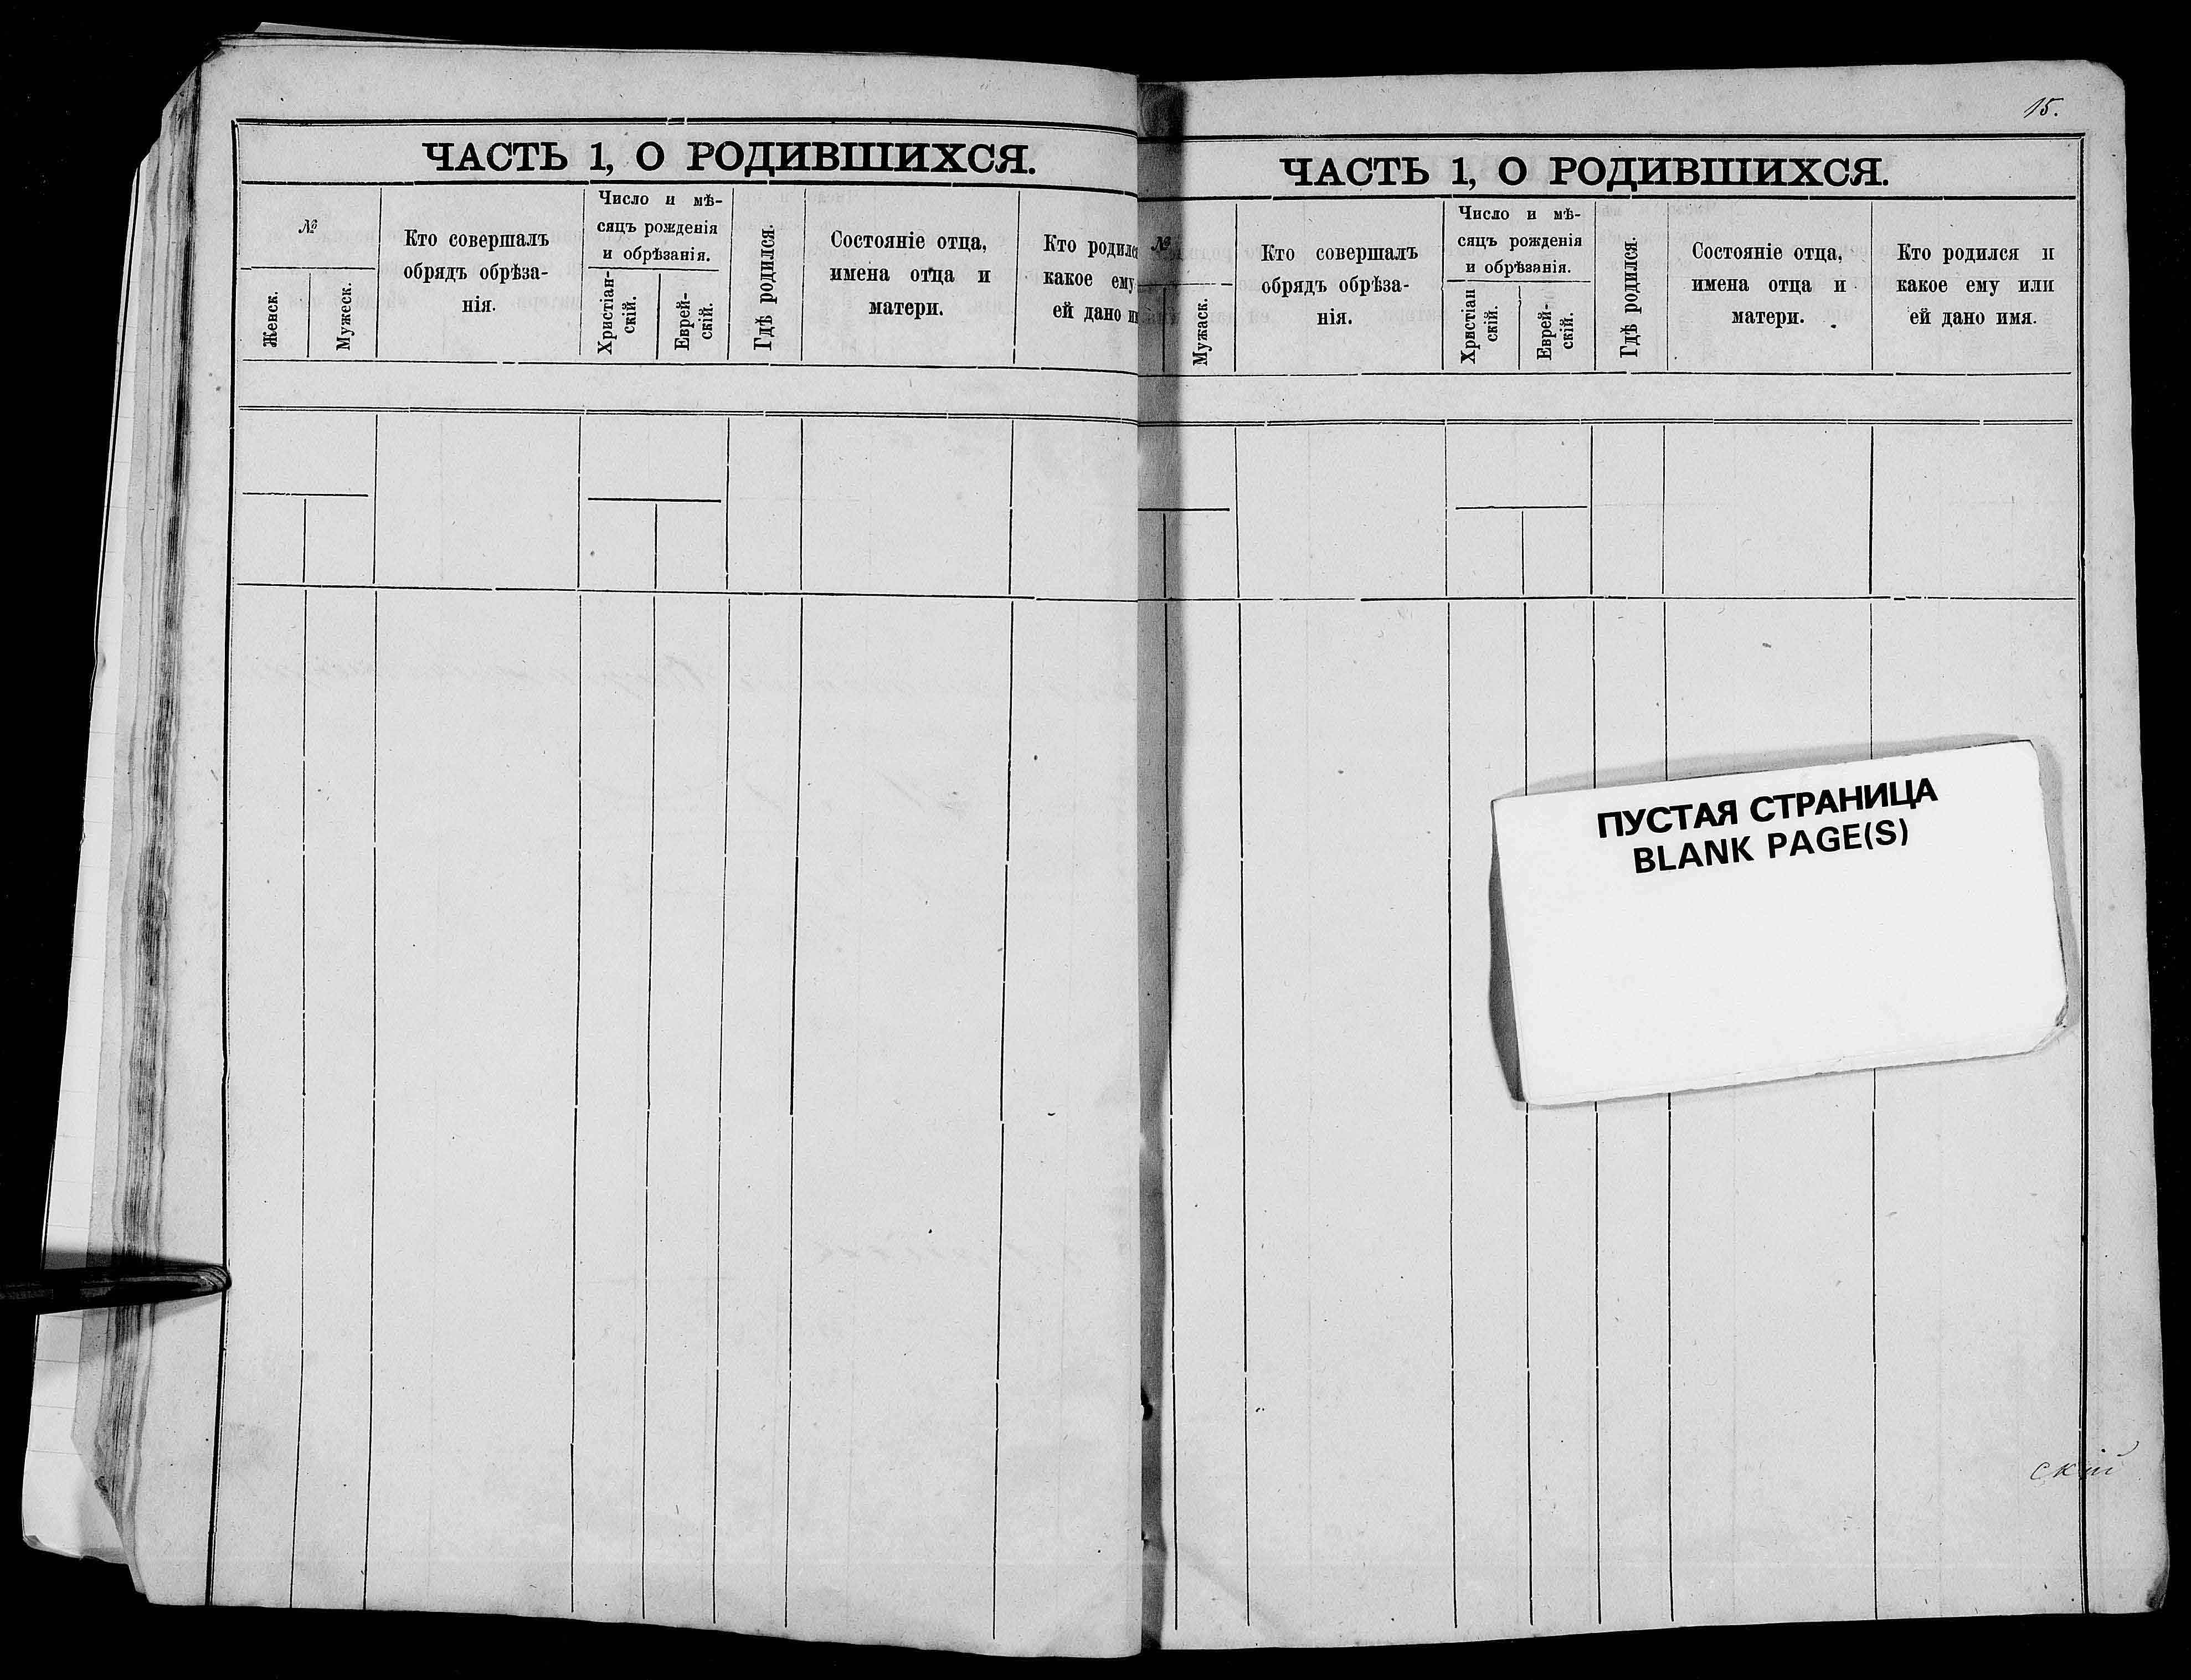 ЧАСТЬ 1, О РОДИВШИХСЯ.
№
Женск.
Мужеск.
Кто совершалъ
обрядъ обрѣза-
нія.
Число и мѣ-
сяцъ рожденія
и обрѣзанія.
Христіан-
скій.
Еврей-
скій.
Гдѣ родился.
Состояніе отца,
имена отца и
матери.
Кто родилс
какое ему
ей дано
15.
ЧАСТЬ 1, О РОДИВШИХСЯ.
№
Мужаск.
Кто совершалъ
обрядъ обрѣза-
нія.
Число и мѣ-
сяцъ рожденія
и обрѣзанія.
Христіан
скій.
Еврей-
скій.
Гдѣ родился.
Состояніе отца,
имена отца и
матери.
Кто родился и
какое ему или
ей дано имя.
ПУСТАЯ СТРАНИЦА
BLANK PAGE(S)
скій